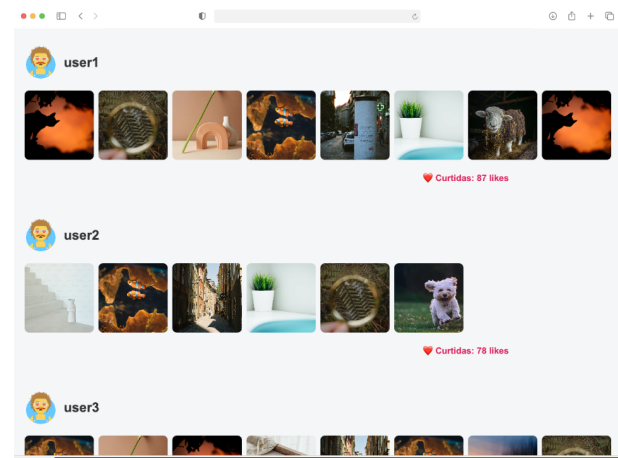 user1
Curtidas: 87 likes
user2
Curtidas: 78 likes
user3